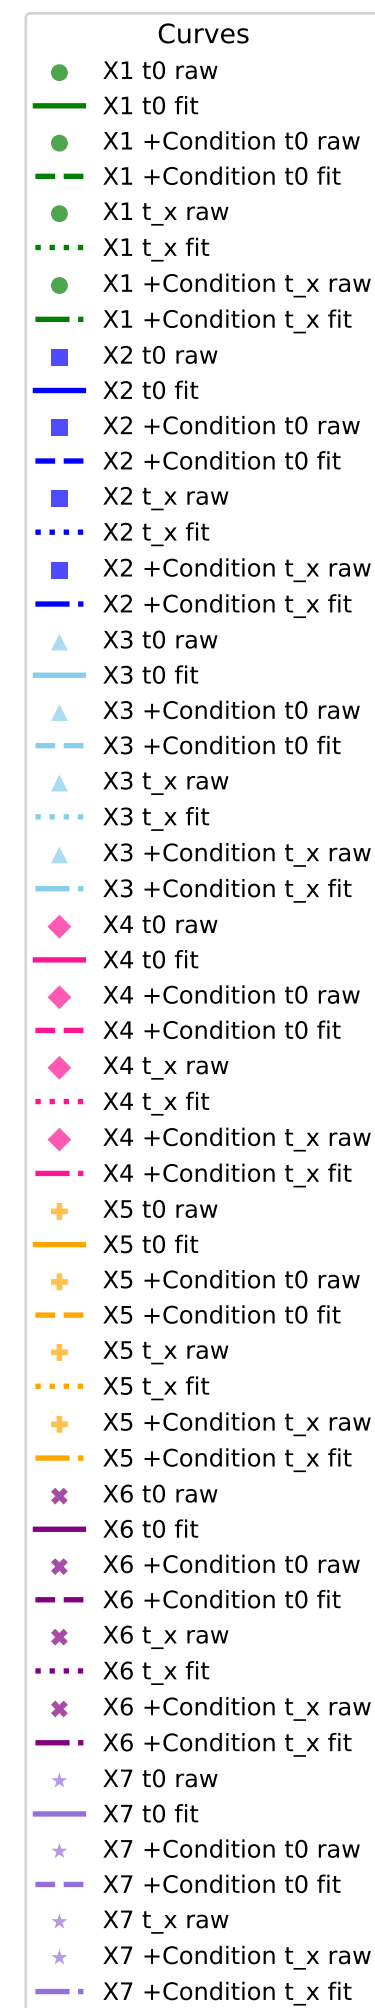 Curves
X1 t0 raw
X1 t0 fit
X1 +Condition t0 raw
X1 +Condition t0 fit
X1 t_x raw
X1 t_x fit
X1 +Condition t_x raw
X1 +Condition t_x fit
X2 t0 raw
X2 t0 fit
X2 +Condition t0 raw
X2 +Condition t0 fit
X2 t_x raw
X2 t_x fit
X2 +Condition t_x raw
X2 +Condition t_x fit
X3 t0 raw
X3 t0 fit
X3 +Condition t0 raw
X3 +Condition t0 fit
X3 t_x raw
X3 t_x fit
X3 +Condition t_x raw
X3 +Condition t_x fit
X4 t0 raw
X4 t0 fit
X4 +Condition t0 raw
X4 +Condition t0 fit
X4 t_x raw
X4 t_x fit
X4 +Condition t_x raw
X4 +Condition t_x fit
X5 t0 raw
X5 t0 fit
X5 +Condition t0 raw
X5 +Condition t0 fit
X5 t_x raw
X5 t_x fit
X5 +Condition t_x raw
X5 +Condition t_x fit
X6 t0 raw
X6 t0 fit
X6 +Condition t0 raw
X6 +Condition t0 fit
X6 t_x raw
X6 t_x fit
X6 +Condition t_x raw
X6 +Condition t_x fit
X7 t0 raw
X7 t0 fit
X7 +Condition t0 raw
X7 +Condition t0 fit
X7 t_x raw
X7 +Condition t_x raw
X7 +Condition t_x fit